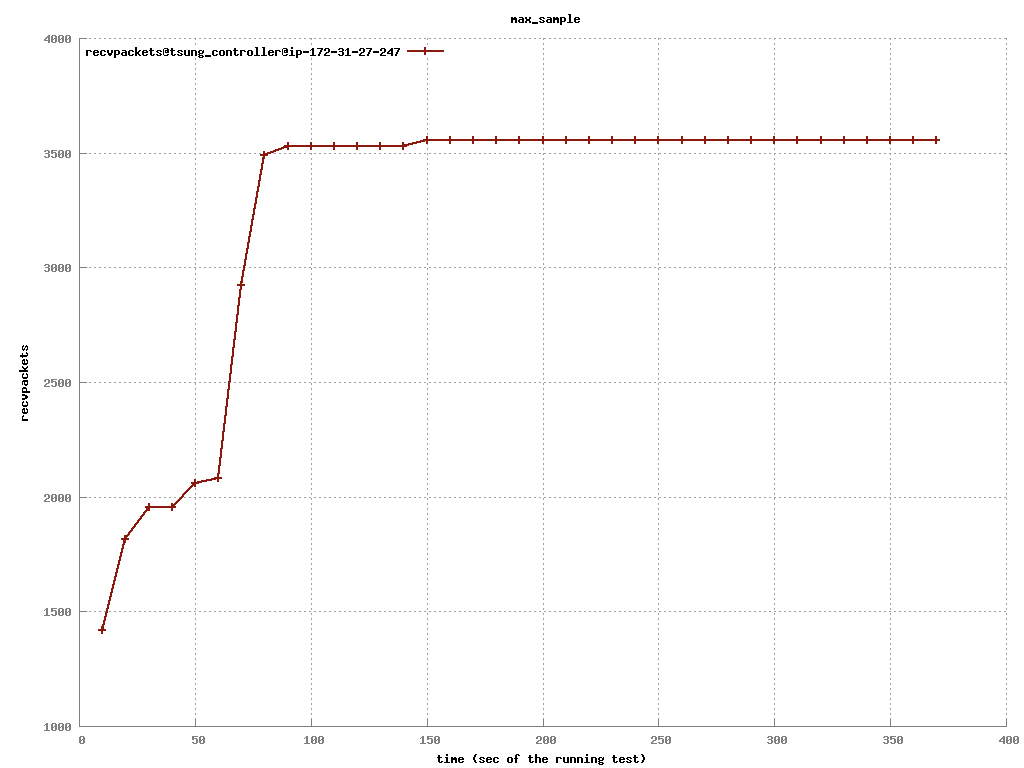 max_sample
4000
recvpackets@tsung_controller@ip-172-31-27-247
3500
3000
2500
recvpackets
2000
1500
1000
0 50 100 150 200 250 300 350 400
time (sec of the running test)